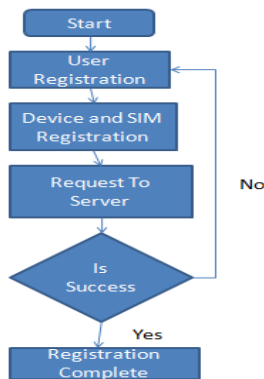 Start
User
Registration
Device and SIM
Registration
Request To
Server
No
Is
Success
Yes
Registration
Complete